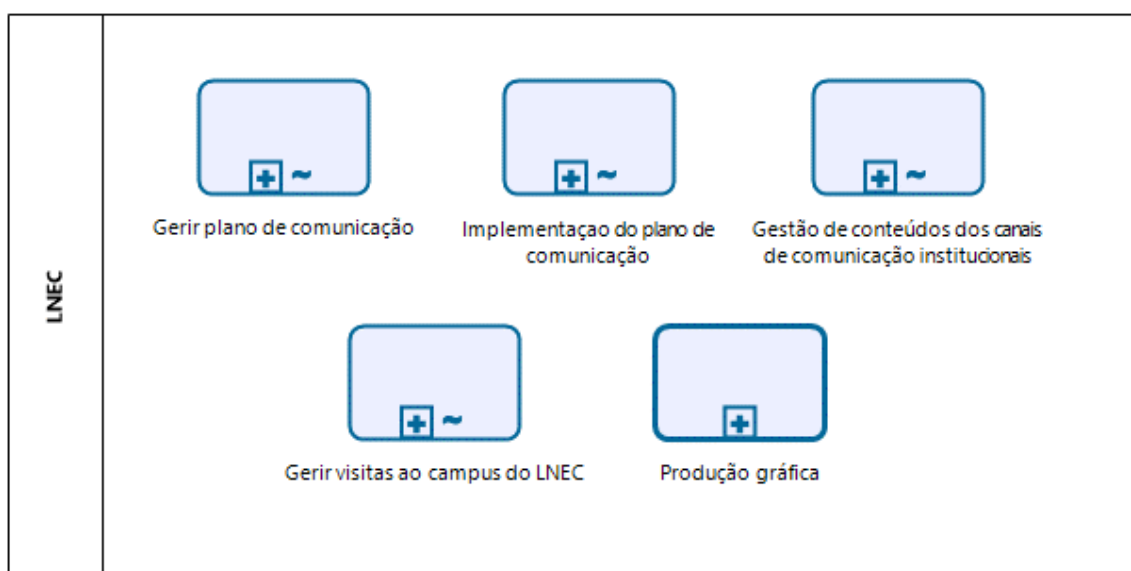 LNEC
Gerir plano de comunicação
Implementaçao do plano de
comunicação
Gestão de conteúdos dos canais
de comunicação institucionais
Gerir visitas ao campus do LNEC
Produção gráfica